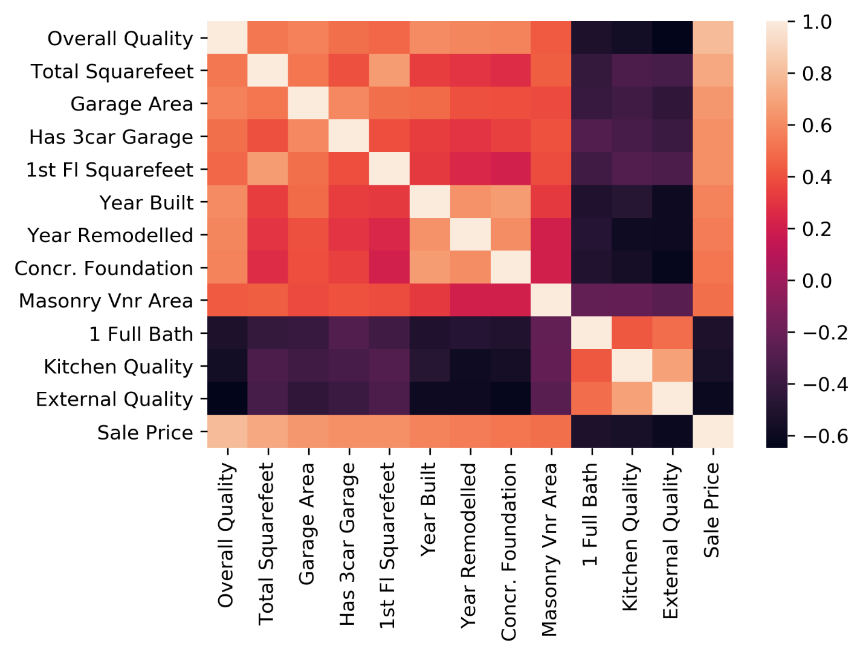 Overall Quality
Total Squarefeet
Garage Area
Has 3car Garage
1st Fl Squarefeet
Year Built
Year Remodelled
Concr. Foundation
Masonry Vnr Area
1 Full Bath
Kitchen Quality
External Quality
Sale Price
Overall Quality
Total Squarefeet
Garage Area
Has 3car Garage
1st Fl Squarefeet
Year Built
Year Remodelled
Concr. Foundation
Masonry Vnr Area
1 Full Bath
Kitchen Quality
External Quality
Sale Price
1.0
0.8
0.6
0.4
0.2
0.0
−0.2
−0.4
−0.6